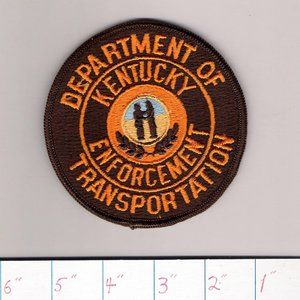 DEPARTMENT OF
KENTUCKY
ENFORCEMENT
TRANSPORTATION
6" 5" 4" 3" 2" 1"